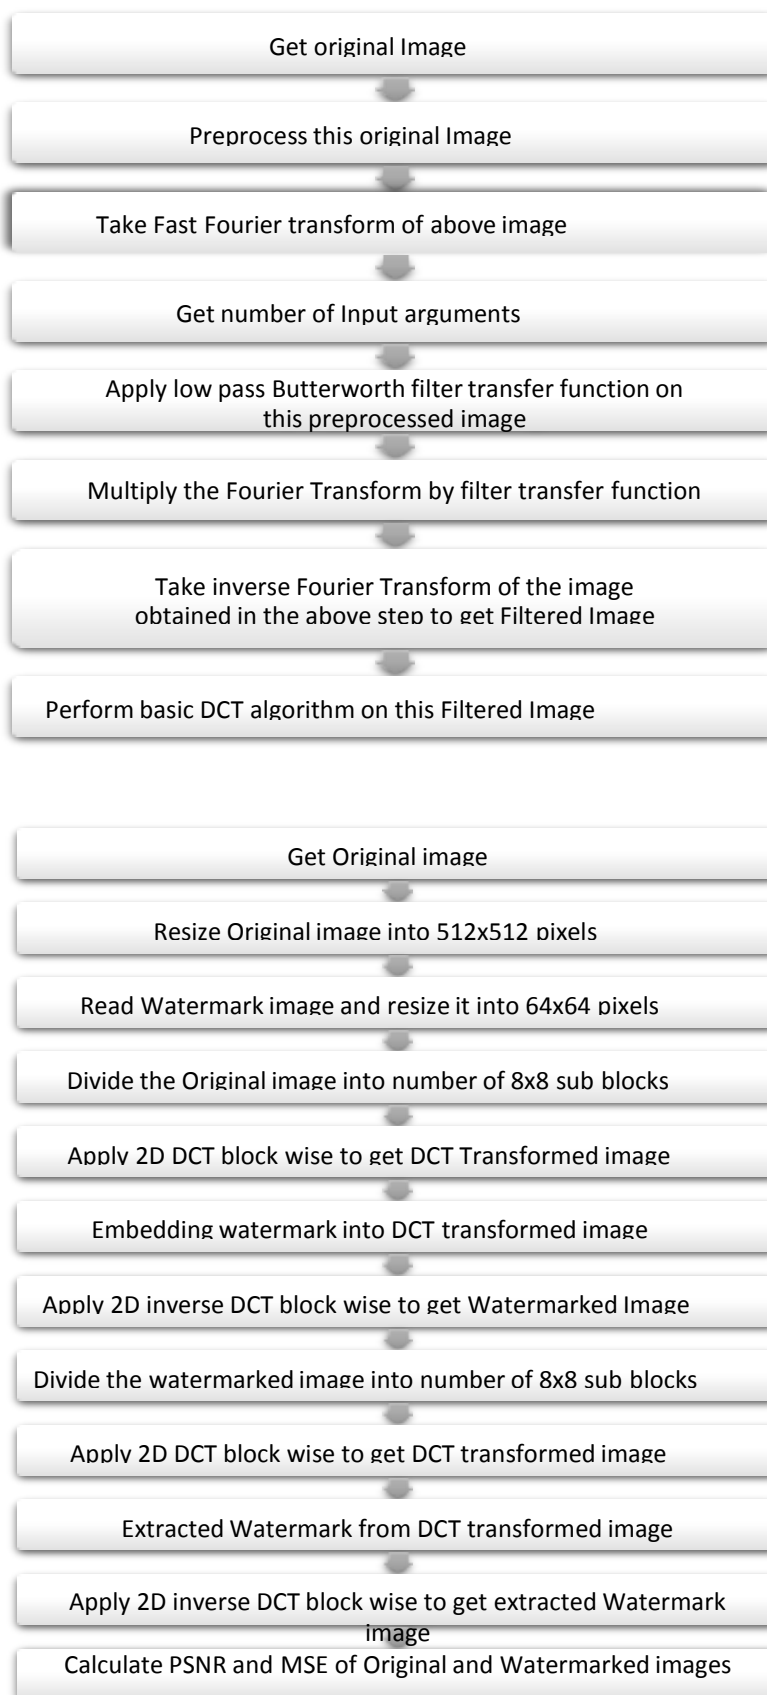 Get original Image
Preprocess this original Image
Take Fast Fourier transform of above image
Get number of Input arguments
Apply low pass Butterworth filter transfer function on
this preprocessed image
Multiply the Fourier Transform by filter transfer function
Take inverse Fourier Transform of the image
obtained in the above step to get Filtered Image
Perform basic DCT algorithm on this Filtered Image
Get Original image
Resize Original image into 512x512 pixels
Read Watermark image and resize it into 64x64 pixels
Divide the Original image into number of 8x8 sub blocks
Apply 2D DCT block wise to get DCT Transformed image
Embedding watermark into DCT transformed image
Apply 2D inverse DCT block wise to get Watermarked Image
Divide the watermarked image into number of 8x8 sub blocks
Apply 2D DCT block wise to get DCT transformed image
Extracted Watermark from DCT transformed image
Apply 2D inverse DCT block wise to get extracted Watermark
image
Calculate PSNR and MSE of Original and Watermarked images